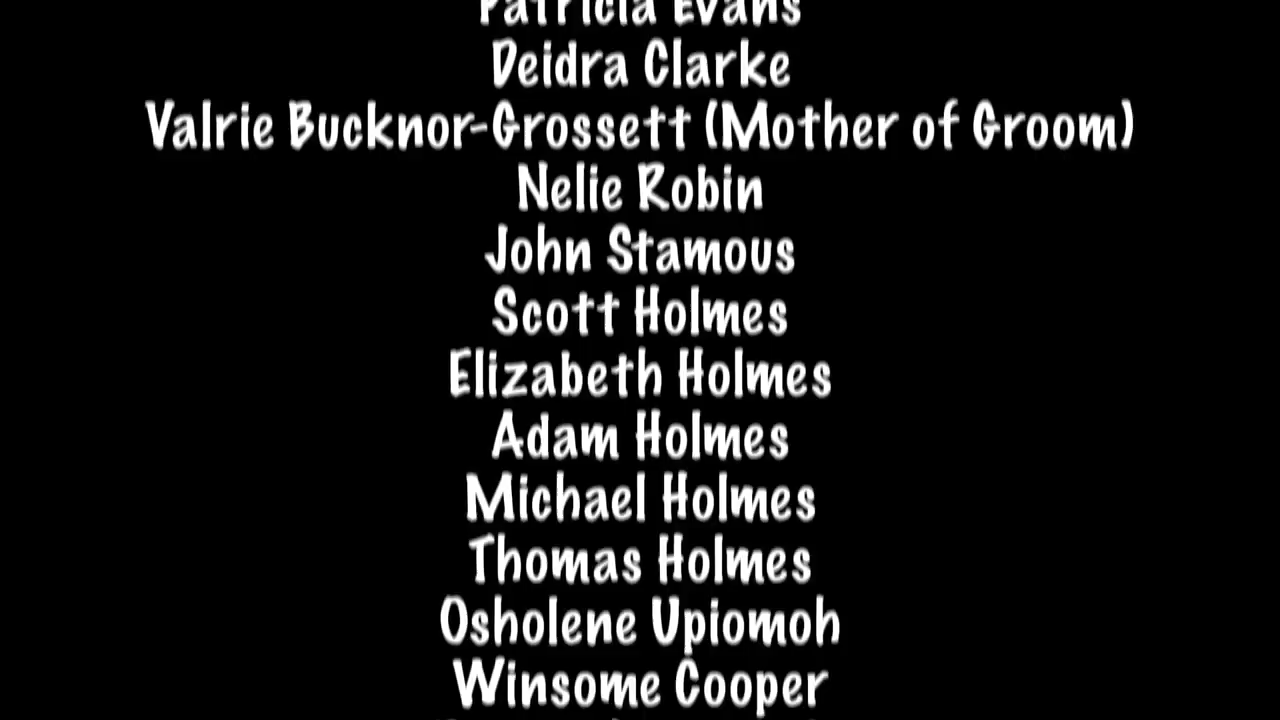 Patricia Evans
Deidra Clarke
Valrie Bucknor-Grossett (Mother of Groom)
Nelie Robin
John Stamous
Scott Holmes
Elizabeth Holmes
Adam Holmes
Michael Holmes
Thomas Holmes
Osholene Upiomoh
Winsome Cooper